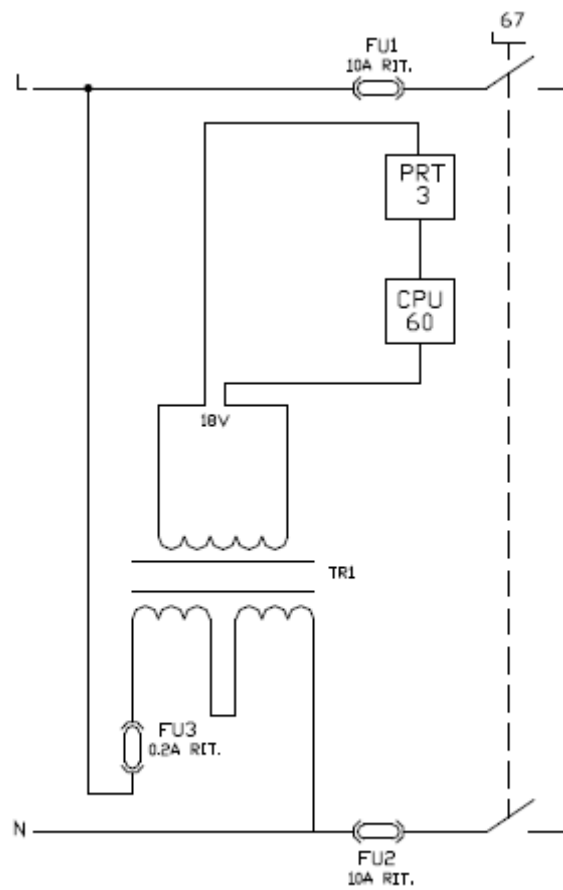 67
FU1
10A RIT.
L
PRT
3
CPU
60
18V
TR1
FU3
0.2A RIT.
N
FU2
10A RIT.